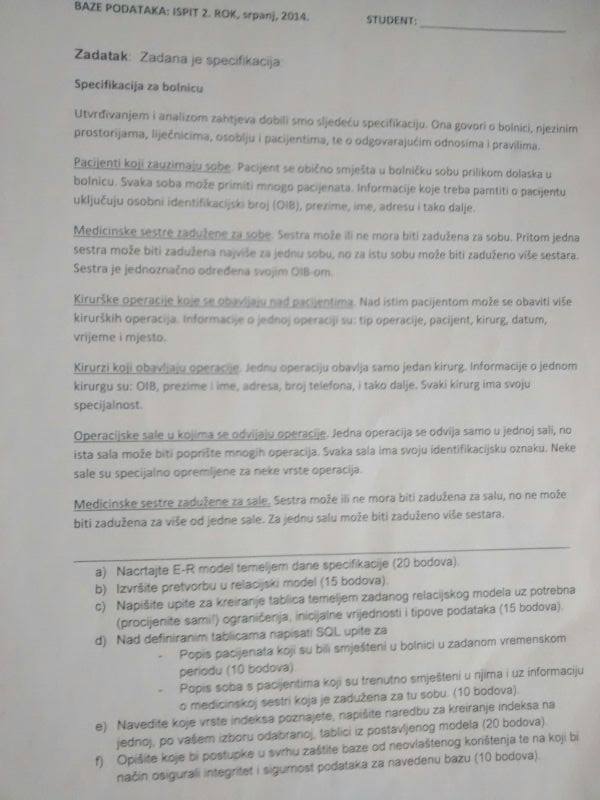 BAZE PODATAKA: ISPIT 2. ROK, srpanj, 2014.
STUDENT:
Zadatak: Zadana je specifikacija:
Specifikacija za bolnicu
Utvrđivanjem i analizom zahtjeva dobili smo sljedeću specifikaciju. Ona govori o bolnici, njezinim
prostorijama, liječnicima, osoblju i pacijentima, te o odgovarajućim odnosima i pravilima.
Pacijenti koji zauzimaju sobe. Pacijent se obično smješta u bolničku sobu prilikom dolaska u
bolnicu. Svaka soba može primiti mnogo pacijenata. Informacije koje treba pamtiti o pacijentu
uključuju osobni identifikacijski broj (OIB), prezime, ime, adresu i tako dalje.
Medicinske sestre zadužene za sobe. Sestra može ili ne mora biti zadužena za sobu. Pritom jedna
sestra može biti zadužena najviše za jednu sobu, no za istu sobu može biti zaduženo više sestara.
Sestra je jednoznačno određena svojim OIB-om.
Kirurške operacije koje se obavljaju nad pacijentima. Nad istim pacijentom može se obaviti više
kirurških operacija. Informacije o jednoj operaciji su: tip operacije, pacijent, kirurg, datum,
vrijeme i mjesto.
Kirurzi koji obavljaju operacije. Jednu operaciju obavlja samo jedan kirurg. Informacije o jednom
kirurgu su: OIB, prezime i ime, adresa, broj telefona, i tako dalje. Svaki kirurg ima svoju
specijalnost.
Operacijske sale u kojima se odvijaju operacije. Jedna operacija se odvija samo u jednoj sali, no
ista sala može biti poprište mnogih operacija. Svaka sala ima svoju identifikacijsku oznaku. Neke
sale su specijalno opremljene za neke vrste operacija.
Medicinske sestre zadužene za sale. Sestra može ili ne mora biti zadužena za salu, no ne može
biti zadužena za više od jedne sale. Za jednu salu može biti zaduženo više sestara.
a) Nacrtajte E-R model temeljem dane specifikacije (20 bodova).
b) Izvršite pretvorbu u relacijski model (15 bodova).
c) Napišite upite za kreiranje tablica temeljem zadanog relacijskog modela uz potrebna
(procijenite sami!) ograničenja, inicijalne vrijednosti i tipove podataka (15 bodova).
d) Nad definiranim tablicama napisati SQL upite za
- Popis pacijenata koji su bili smješteni u bolnici u zadanom vremenskom
periodu (10 bodova).
- Popis soba s pacijentima koji su trenutno smješteni u njima i uz informaciju
o medicinskoj sestri koja je zadužena za tu sobu. (10 bodova).
e) Navedite koje vrste indeksa poznajete, napišite naredbu za kreiranje indeksa na
jednoj, po vašem izboru odabranoj, tablici iz postavljenog modela (20 bodova).
f) Opišite koje bi postupke u svrhu zaštite baze od neovlaštenog korištenja te na koji bi
način osigurali integritet i sigurnost podataka za navedenu bazu (10 bodova).